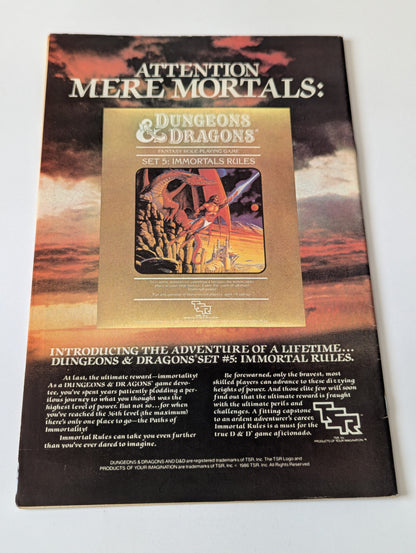 ATTENTION
MERE MORTALS:
DUNGEONS
& DRAGONS®
FANTASY ROLE-PLAYING GAME
SET 5: IMMORTALS RULES
TSR
INTRODUCING THE ADVENTURE OF A LIFETIME...
DUNGEONS & DRAGONS® SET #5: IMMORTAL RULES.
At last, the ultimate reward—immortality!
As a DUNGEONS & DRAGONS® game devo-
tee, you've spent years patiently plodding a per-
ilous journey to what you thought was the
highest level of power. But not so...for when
you've reached the 36th level (the maximum)
there's only one place to go—the Paths of
Immortality!
Immortal Rules can take you even further
than you've ever dared to imagine.
Be forewarned, only the bravest, most
skilled players can advance to these dizzying
heights of power. And those elite few will soon
find out that the ultimate reward is fraught
with the ultimate perils and
challenges. A fitting capstone
to an ardent adventurer's career,
Immortal Rules is a must for the
true D & D® game aficionado.
TSR
TSR, Inc.
PRODUCTS OF YOUR IMAGINATION™
DUNGEONS & DRAGONS AND D&D are registered trademarks of TSR, Inc. The TSR Logo and
PRODUCTS OF YOUR IMAGINATION are trademarks of TSR, Inc. © 1986 TSR, Inc. All Rights Reserved.